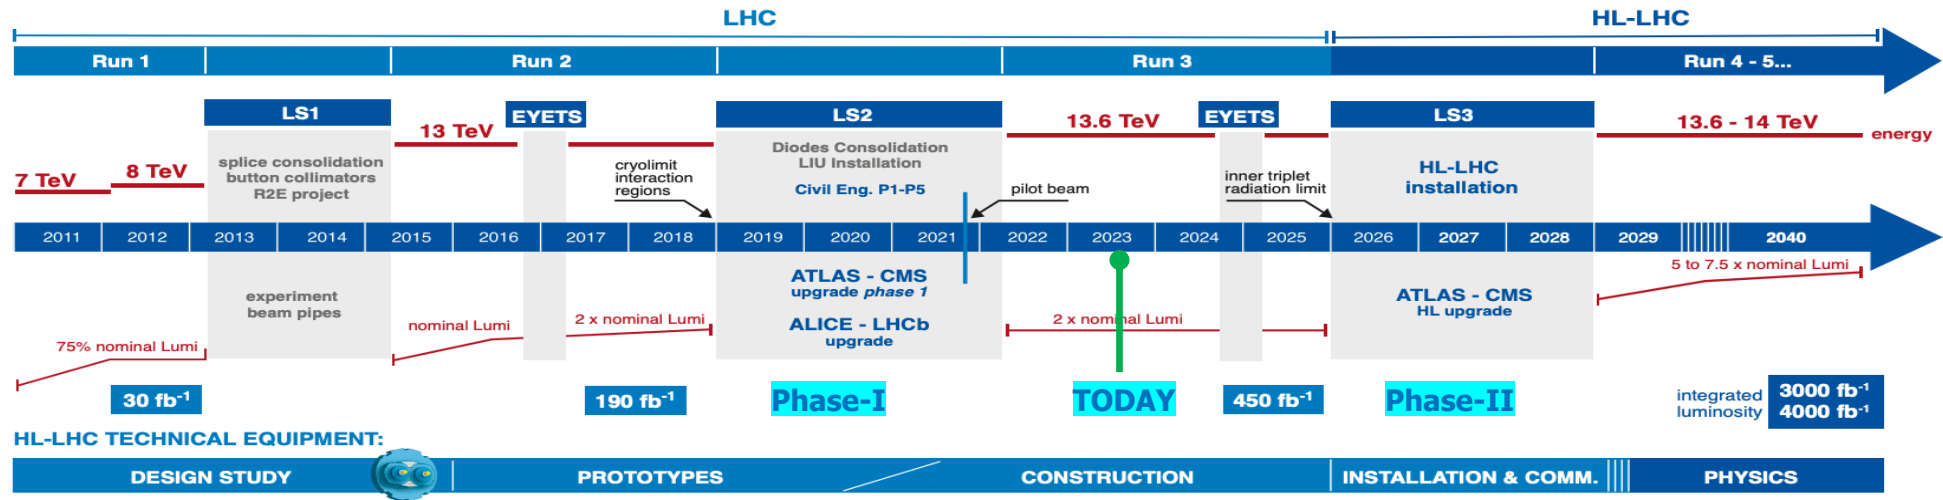 LHC
HL-LHC
Run 1
Run 2
Run 3
Run 4 - 5...
LS1
EYETS
LS2
EYETS
LS3
13 TeV
13.6 TeV
13.6 - 14 TeV
energy
7 TeV
8 TeV
splice consolidation
button collimators
R2E project
cryolimit
interaction
regions
Diodes Consolidation
LIU Installation
Civil Eng. P1-P5
pilot beam
inner triplet
radiation limit
HL-LHC
installation
2011 2012 2013 2014 2015 2016 2017 2018 2019 2020 2021 2022 2023 2024 2025 2026 2027 2028 2029 2040
experiment
beam pipes
75% nominal Lumi
nominal Lumi
2 x nominal Lumi
ATLAS - CMS
upgrade phase 1
ALICE - LHCb
upgrade
2 x nominal Lumi
ATLAS - CMS
HL upgrade
5 to 7.5 x nominal Lumi
30 fb-1
190 fb-1
Phase-I
TODAY
450 fb-1
Phase-II
integrated
luminosity
3000 fb-1
4000 fb-1
HL-LHC TECHNICAL EQUIPMENT:
DESIGN STUDY
PROTOTYPES
CONSTRUCTION
INSTALLATION & COMM.
PHYSICS